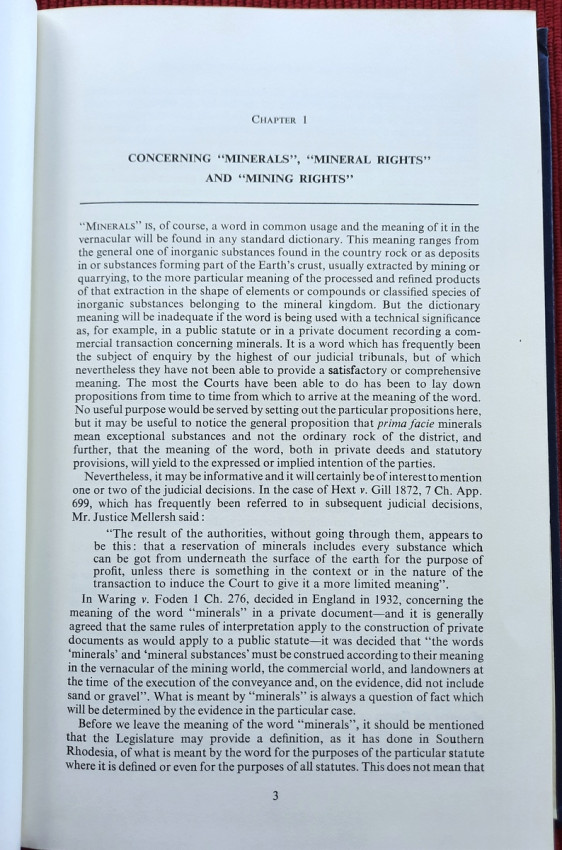 CHAPTER 1
CONCERNING "MINERALS", "MINERAL RIGHTS"
AND "MINING RIGHTS"
"MINERALS" IS, of course, a word in common usage and the meaning of it in the
vernacular will be found in any standard dictionary. This meaning ranges from
the general one of inorganic substances found in the country rock or as deposits
in or substances forming part of the Earth's crust, usually extracted by mining or
quarrying, to the more particular meaning of the processed and refined products
of that extraction in the shape of elements or compounds or classified species of
inorganic substances belonging to the mineral kingdom. But the dictionary
meaning will be inadequate if the word is being used with a technical significance
as, for example, in a public statute or in a private document recording a com-
mercial transaction concerning minerals. It is a word which has frequently been
the subject of enquiry by the highest of our judicial tribunals, but of which
nevertheless they have not been able to provide a satisfactory or comprehensive
meaning. The most the Courts have been able to do has been to lay down
propositions from time to time from which to arrive at the meaning of the word.
No useful purpose would be served by setting out the particular propositions here,
but it may be useful to notice the general proposition that prima facie minerals
mean exceptional substances and not the ordinary rock of the district, and
further, that the meaning of the word, both in private deeds and statutory
provisions, will yield to the expressed or implied intention of the parties.
Nevertheless, it may be informative and it will certainly be of interest to mention
one or two of the judicial decisions. In the case of Hext v. Gill 1872, 7 Ch. App.
699, which has frequently been referred to in subsequent judicial decisions,
Mr. Justice Mellersh said:
"The result of the authorities, without going through them, appears to
be this: that a reservation of minerals includes every substance which
can be got from underneath the surface of the earth for the purpose of
profit, unless there is something in the context or in the nature of the
transaction to induce the Court to give it a more limited meaning".
In Waring v. Foden 1 Ch. 276, decided in England in 1932, concerning the
meaning of the word "minerals" in a private document—and it is generally
agreed that the same rules of interpretation apply to the construction of private
documents as would apply to a public statute—it was decided that "the words
'minerals' and 'mineral substances' must be construed according to their meaning
in the vernacular of the mining world, the commercial world, and landowners at
the time of the execution of the conveyance and, on the evidence, did not include
sand or gravel". What is meant by "minerals" is always a question of fact which
will be determined by the evidence in the particular case.
Before we leave the meaning of the word "minerals", it should be mentioned
that the Legislature may provide a definition, as it has done in Southern
Rhodesia, of what is meant by the word for the purposes of the particular statute
where it is defined or even for the purposes of all statutes. This does not mean that
3